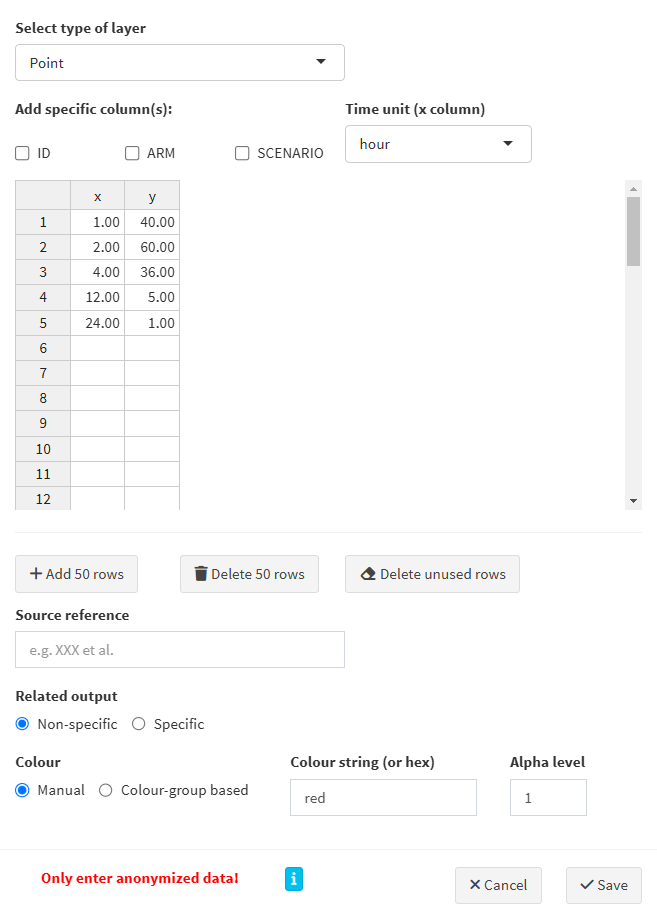 Select type of layer
Point
Add specific column(s):
Time unit (x column)
ID
ARM
SCENARIO
hour
x y
1 1.00 40.00
2 2.00 60.00
3 4.00 36.00
4 12.00 5.00
5 24.00 1.00
6
7
8
9
10
11
12
Add 50 rows
Delete 50 rows
Delete unused rows
Source reference
e.g. XXX et al.
Related output
Non-specific
Specific
Colour
Manual
Colour-group based
Colour string (or hex)
red
Alpha level
1
Only enter anonymized data!
i
Cancel
Save